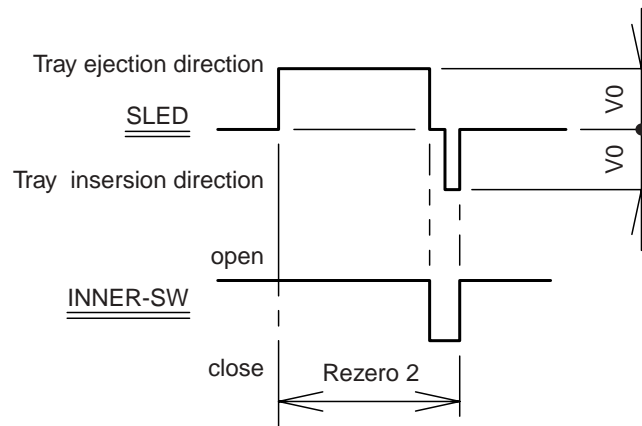 Tray ejection direction
SLED
Tray insersion direction
V0
V0
open
INNER-SW
close
Rezero 2